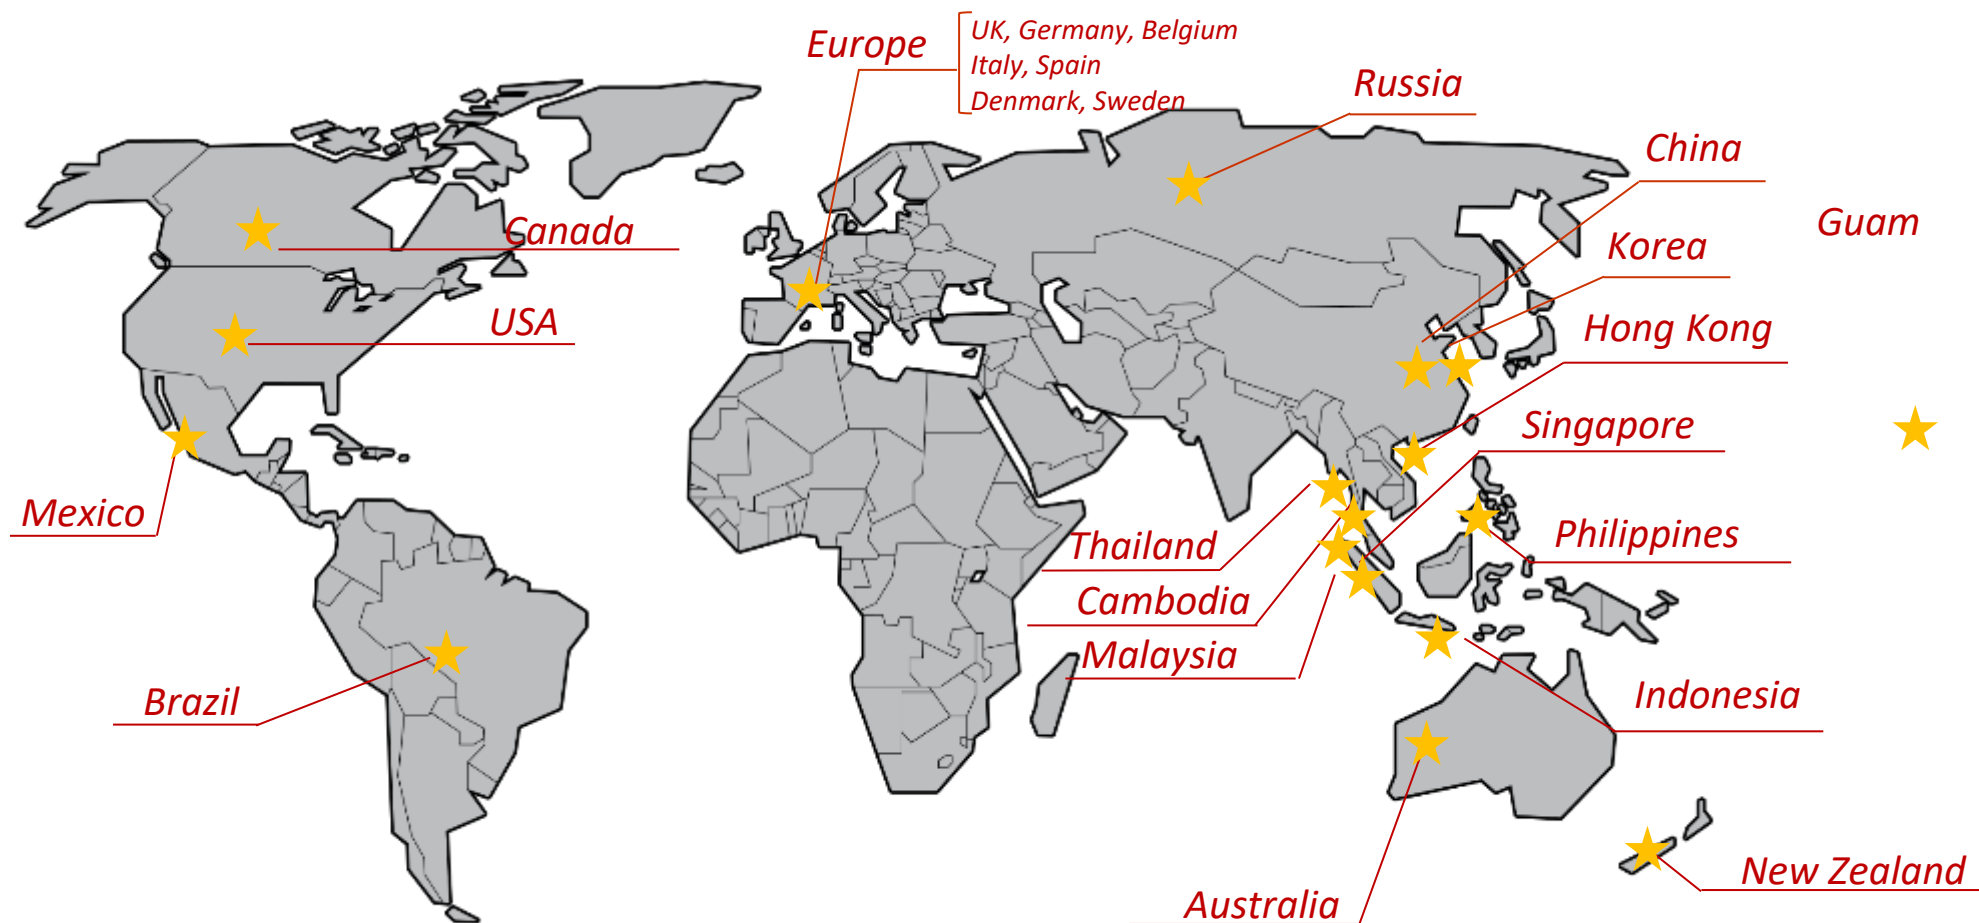 Europe
UK, Germany, Belgium
Italy, Spain
Denmark, Sweden
Russia
China
Guam
Canada
Korea
USA
Hong Kong
Singapore
Mexico
Thailand
Philippines
Cambodia
Malaysia
Brazil
Indonesia
New Zealand
Australia